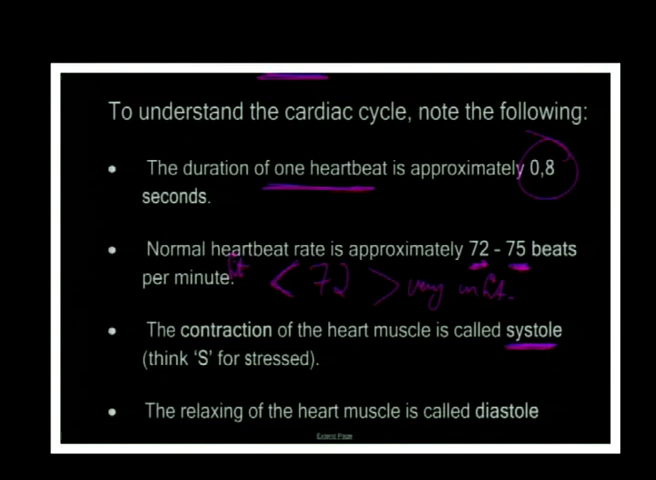 To understand the cardiac cycle, note the following:
• The duration of one heartbeat is approximately 0,8
seconds.
• Normal heartbeat rate is approximately 72 - 75 beats
per minute.
< 72 >
• The contraction of the heart muscle is called systole
(think ‘S’ for stressed).
• The relaxing of the heart muscle is called diastole